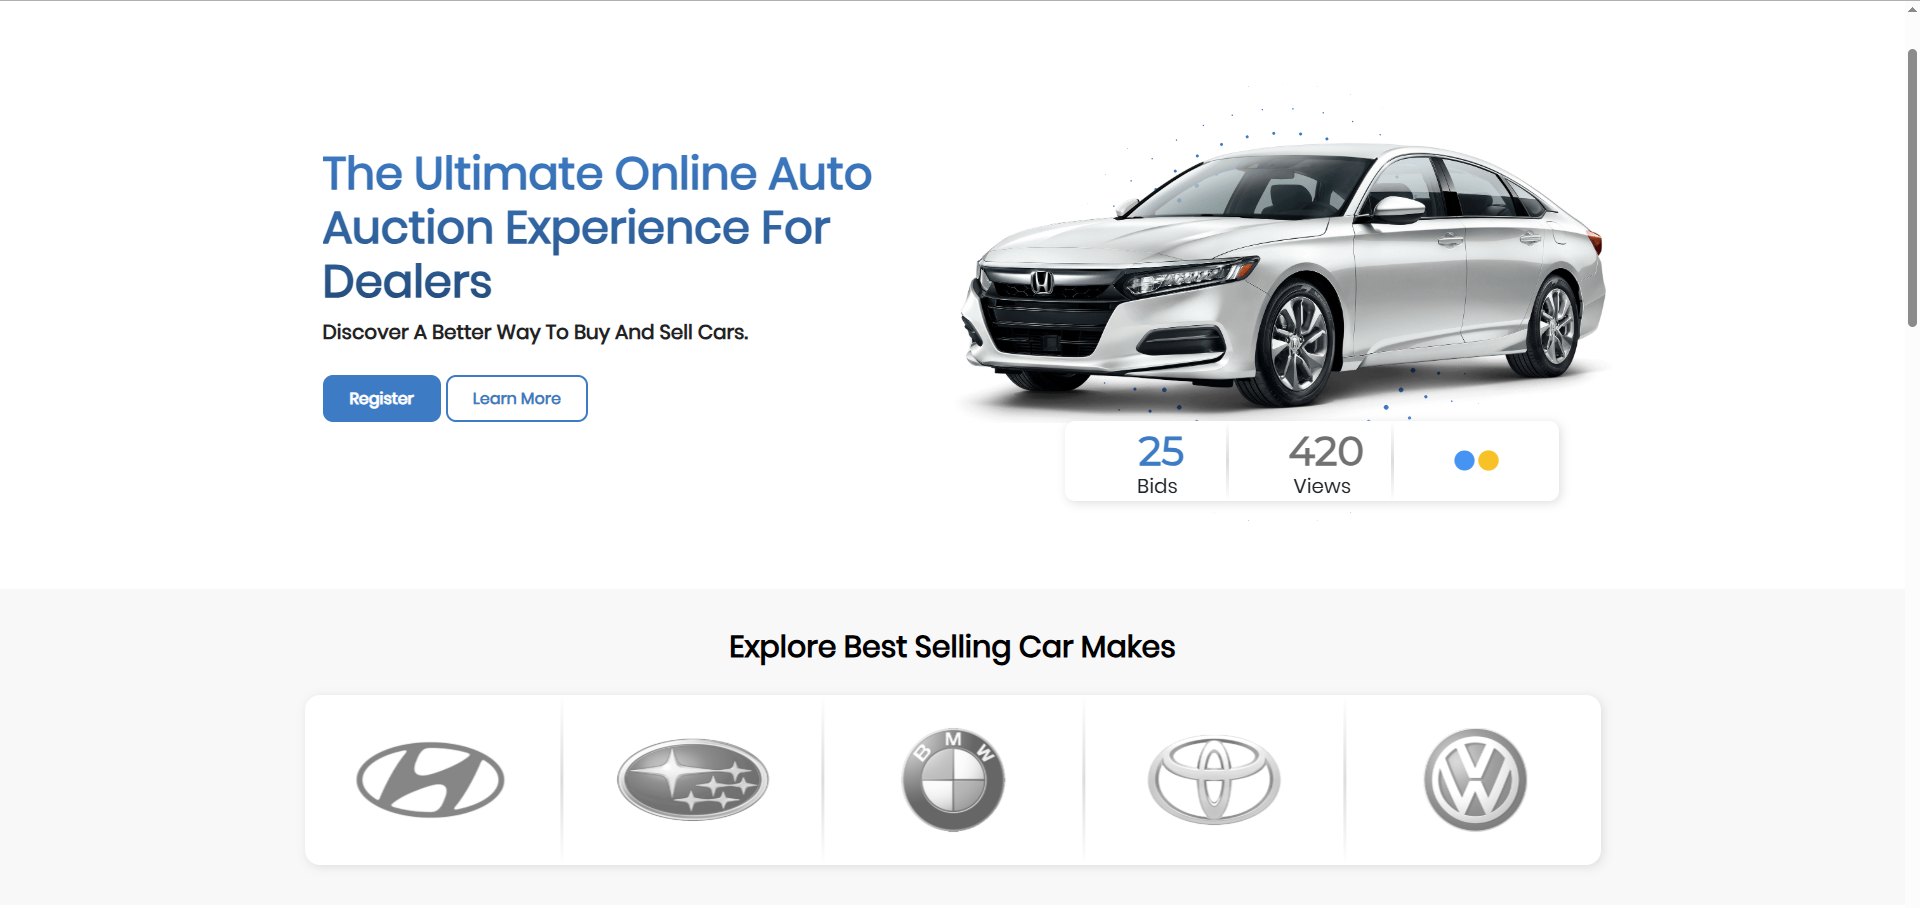 The Ultimate Online Auto
Auction Experience For
Dealers
Discover A Better Way To Buy And Sell Cars.
Register
Learn More
25
Bids
420
Views
Explore Best Selling Car Makes
BMW